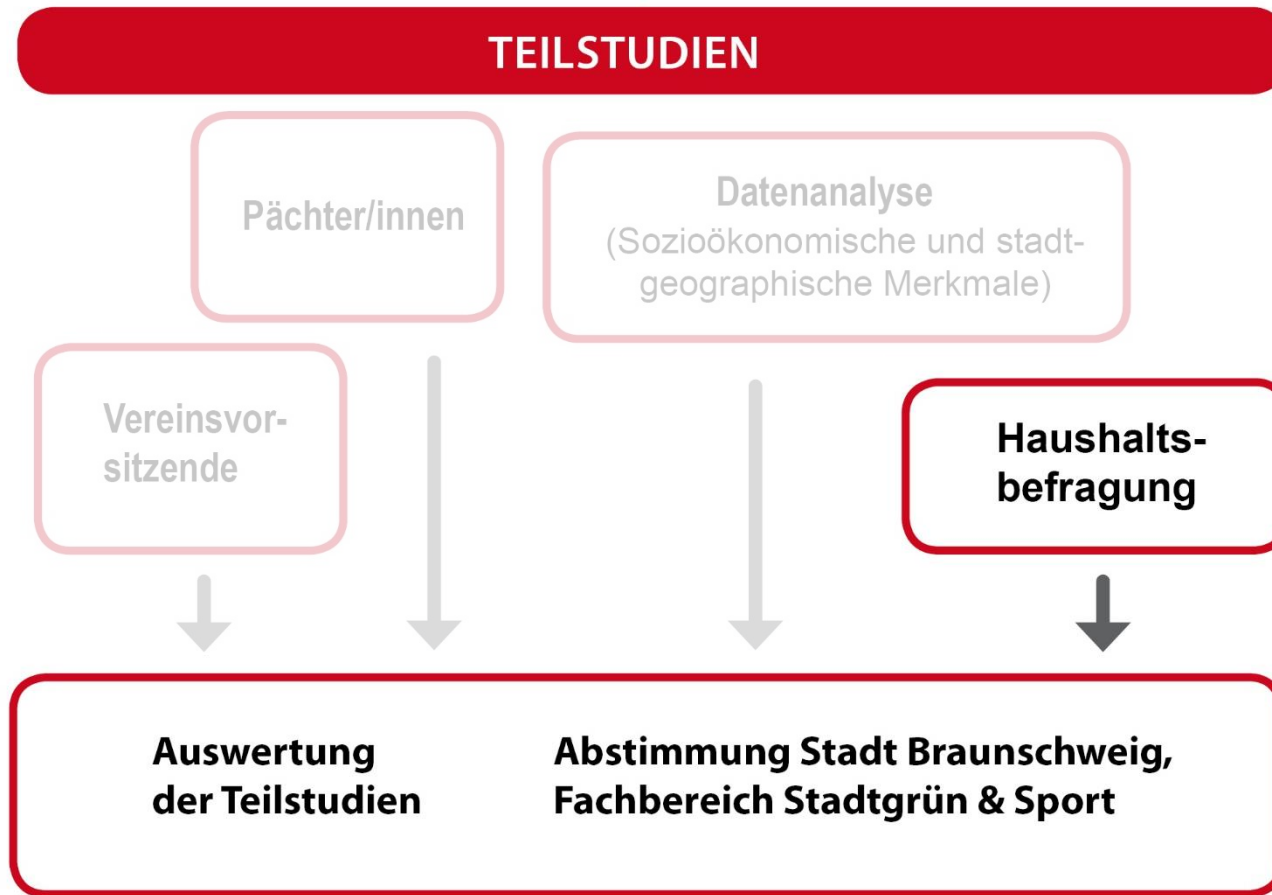 TEILSTUDIEN
Pächter/innen
Datenanalyse
(Sozioökonomische und stadt-
geographische Merkmale)
Vereinsvor-
sitzende
Haushalts-
befragung
Auswertung
der Teilstudien
Abstimmung Stadt Braunschweig,
Fachbereich Stadtgrün & Sport